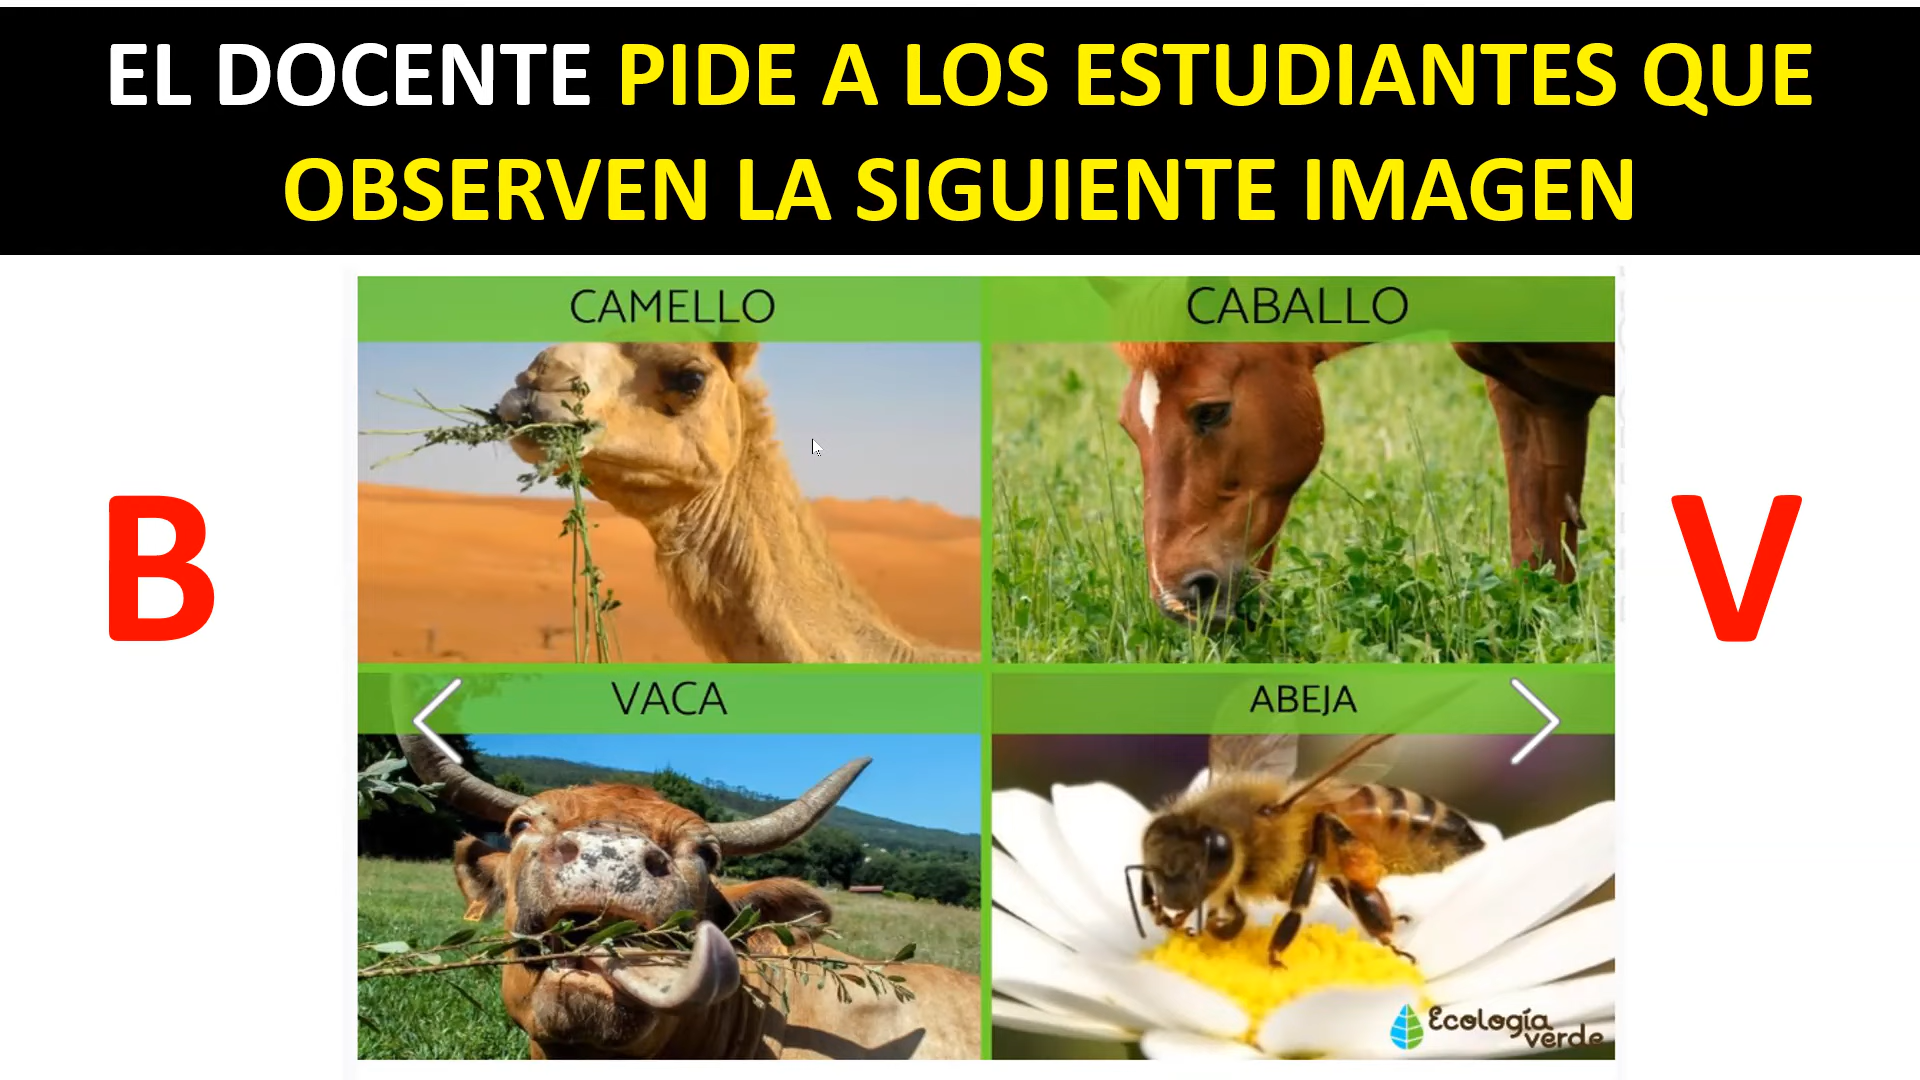 EL DOCENTE PIDE A LOS ESTUDIANTES QUE
OBSERVEN LA SIGUIENTE IMAGEN
CAMELLO
CABALLO
B
V
VACA
ABEJA
Ecología
verde